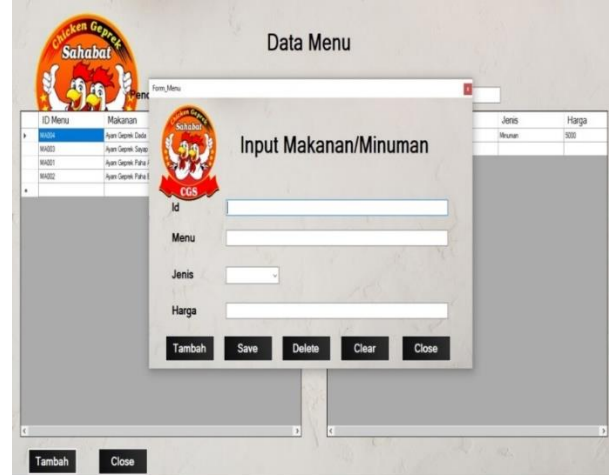 Chicken Geprek
Sahabat
Data Menu
Form_Menu
Chicken Geprek
Sahabat
CGS
Input Makanan/Minuman
ID Menu Makanan
MA004 Ayam Geprek Dada
MA003 Ayam Geprek Sayap
MA001 Ayam Geprek Paha
MA002 Ayam Geprek Paha
Jenis Harga
Minuman 5000
Id
Menu
Jenis
Harga
Tambah Save Delete Clear Close
Tambah Close